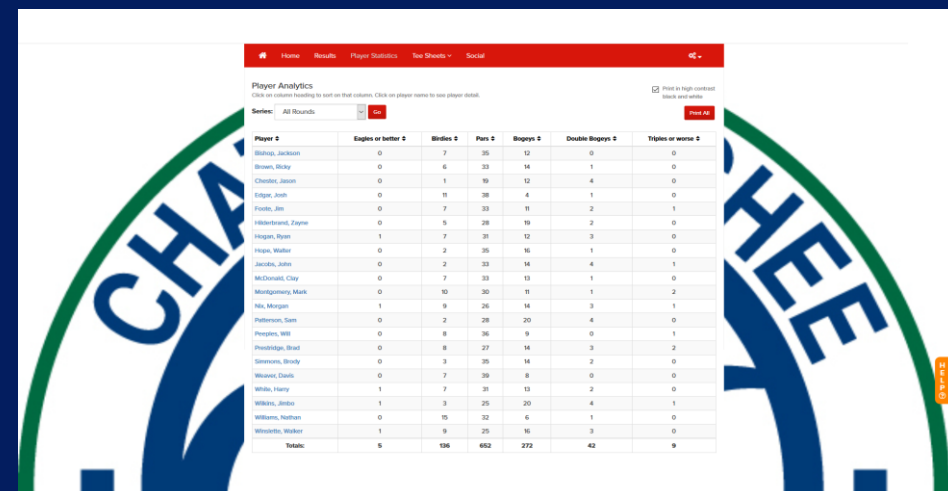 Home Results Player Statistics Tee Sheets Social
Player Analytics
Click on column heading to sort on that column. Click on player name to see player detail.
Print in high contrast
black and white
Series: All Rounds Go
Print All
Player Eagles or better Birdies Pars Bogeys Double Bogeys Triples or worse
Bishop, Jackson 0 7 35 12 0 0
Brown, Ricky 0 6 33 14 1 0
Chester, Jason 0 1 19 12 4 0
Edgar, Josh 0 11 38 4 1 0
Foote, Jim 0 7 33 11 2 1
Hilderbrand, Zayne 0 5 28 19 2 0
Hogan, Ryan 1 7 31 12 3 0
Hope, Walter 0 2 35 16 1 0
Jacobs, John 0 2 33 14 4 1
McDonald, Clay 0 7 33 13 1 0
Montgomery, Mark 0 10 30 11 1 2
Nix, Morgan 1 9 26 14 3 1
Patterson, Sam 0 2 28 20 4 0
Peeples, Will 0 8 36 9 0 1
Prestridge, Brad 0 8 27 14 3 2
Simmons, Brody 0 3 35 14 2 0
Weaver, Davis 0 7 39 8 0 0
White, Harry 1 7 31 13 2 0
Wilkins, Jimbo 1 3 25 20 4 1
Williams, Nathan 0 15 32 6 1 0
Winslette, Walker 1 9 25 16 3 0
Totals: 5 136 652 272 42 9
CHAT
HEE
HELP